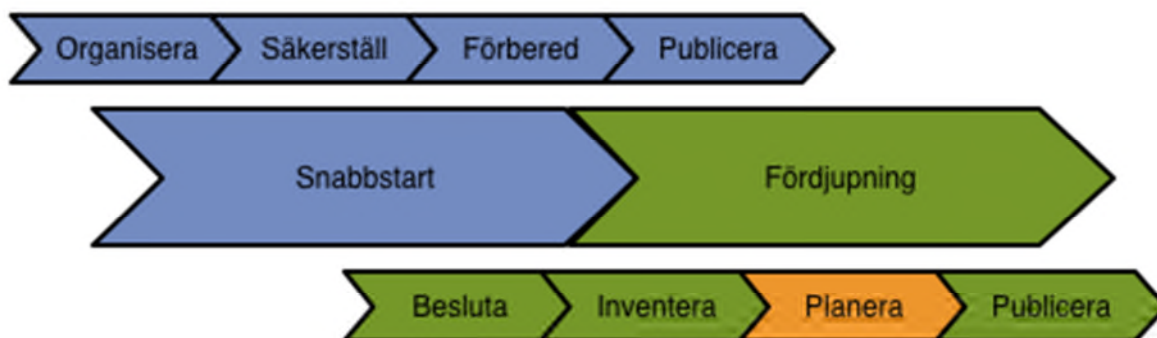 Organisera Säkerställ Förbered Publicera
Snabbstart Fördjupning
Besluta Inventera Planera Publicera